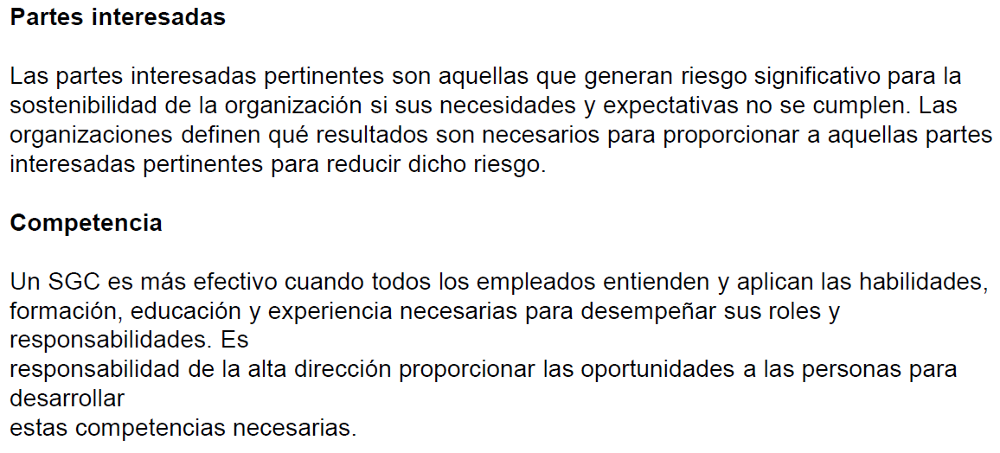 Partes interesadas
Las partes interesadas pertinentes son aquellas que generan riesgo significativo para la
sostenibilidad de la organización si sus necesidades y expectativas no se cumplen. Las
organizaciones definen qué resultados son necesarios para proporcionar a aquellas partes
interesadas pertinentes para reducir dicho riesgo.
Competencia
Un SGC es más efectivo cuando todos los empleados entienden y aplican las habilidades,
formación, educación y experiencia necesarias para desempeñar sus roles y
responsabilidades. Es
responsabilidad de la alta dirección proporcionar las oportunidades a las personas para
desarrollar
estas competencias necesarias.